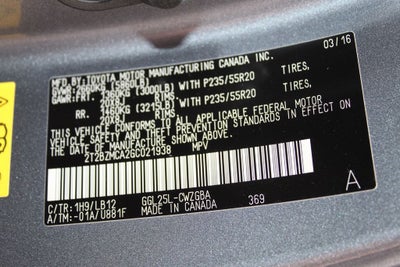 MFD. BY TOYOTA MOTOR MANUFACTURING CANADA INC.
03/16
GVWR: 2660KG (5865LB)
GAWR: FRT. 1360KG (3000LB) WITH P235/55R20 TIRES,
20X8J RIMS,
RR. 1460KG (3215LB) WITH P235/55R20 TIRES,
20X8J RIMS,
THIS VEHICLE CONFORMS TO ALL APPLICABLE FEDERAL MOTOR
VEHICLE SAFETY AND THEFT PREVENTION STANDARDS IN EFFECT
ON THE DATE OF MANUFACTURE SHOWN ABOVE.
2T2BZMCA2GC021938 MPV
C/TR: 1H9/LB12 GGL25L-CWZGBA
A/TM: -01A/U881F MADE IN CANADA 369
A